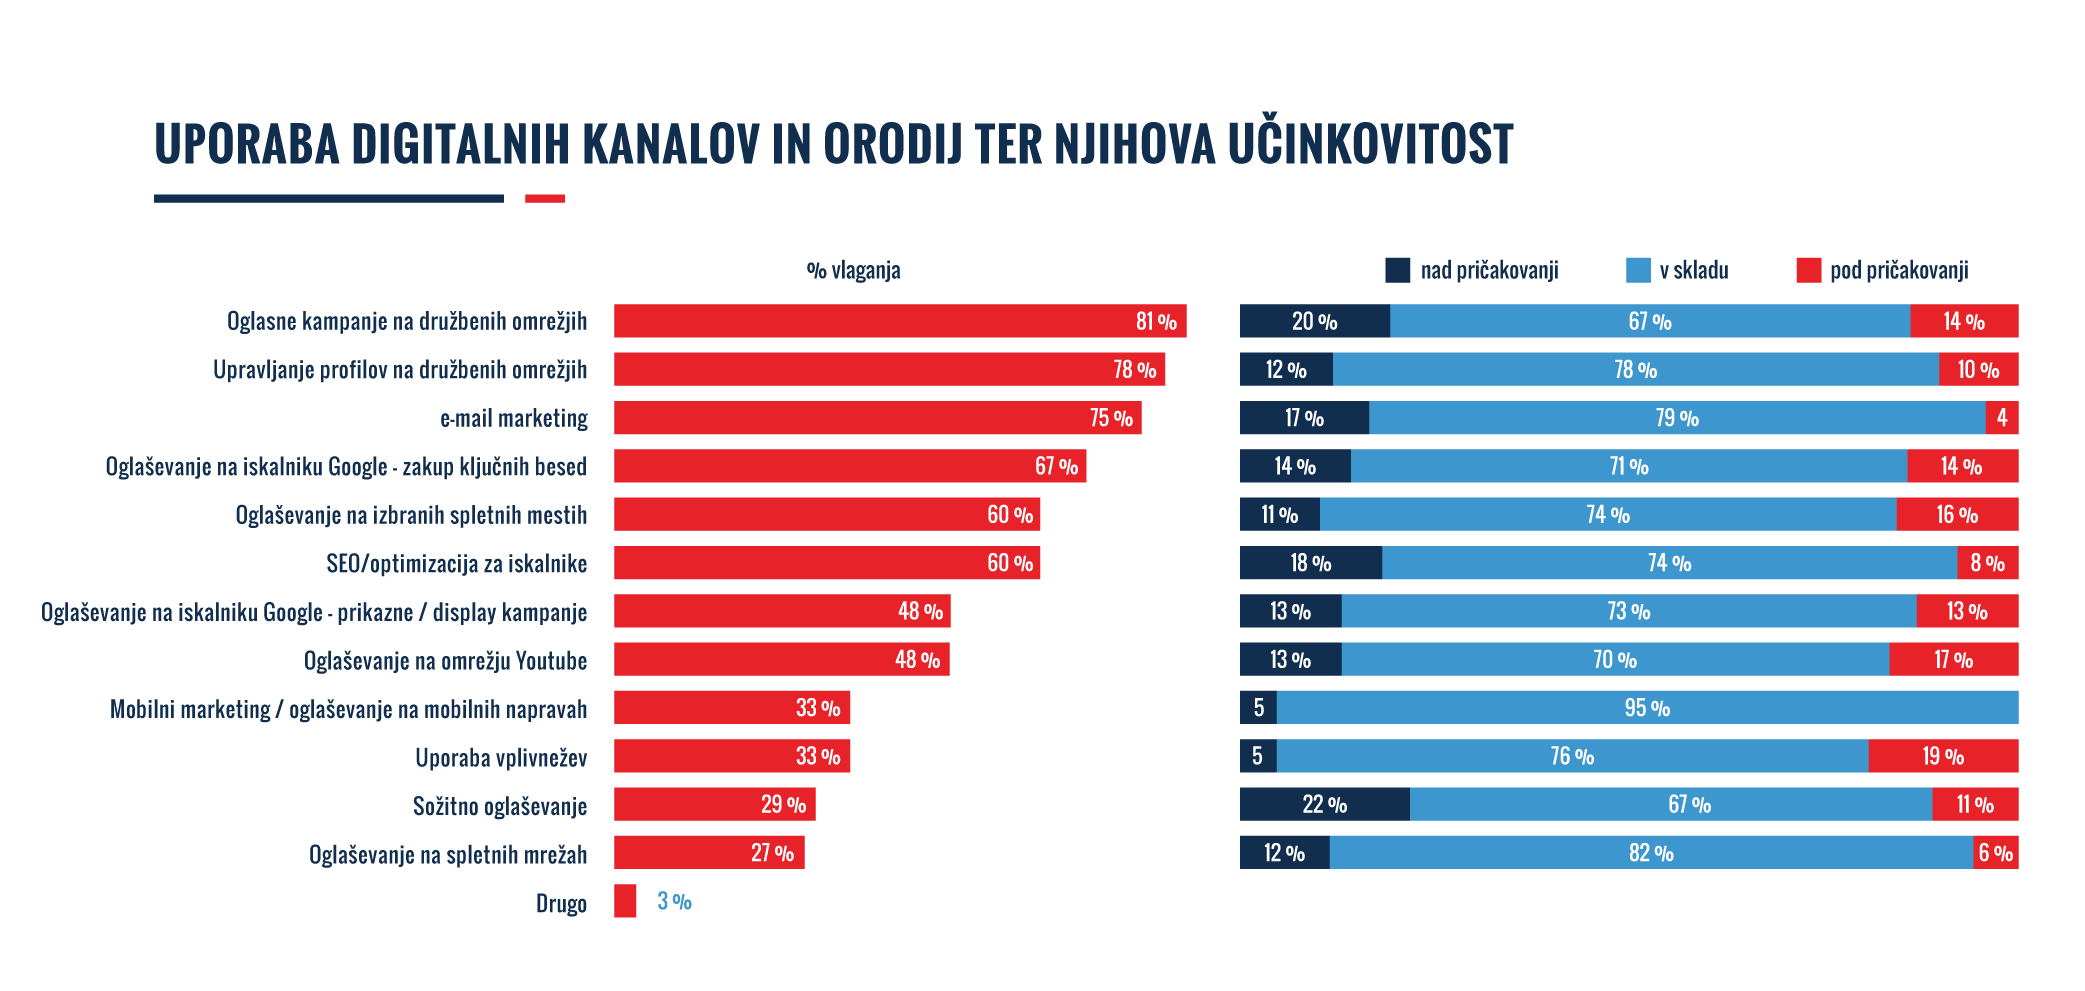 UPORABA DIGITALNIH KANALOV IN ORODIJ TER NJIHOVA UČINKOVITOST
% vlaganja
nad pričakovanji
v skladu
pod pričakovanji
Oglasne kampanje na družbenih omrežjih 81 % 20 % 67 % 14 %
Upravljanje profilov na družbenih omrežjih 78 % 12 % 78 % 10 %
e-mail marketing 75 % 17 % 79 % 4
Oglaševanje na iskalniku Google - zakup ključnih besed 67 % 14 % 71 % 14 %
Oglaševanje na izbranih spletnih mestih 60 % 11 % 74 % 16 %
SEO/optimizacija za iskalnike 60 % 18 % 74 % 8 %
Oglaševanje na iskalniku Google - prikazne / display kampanje 48 % 13 % 73 % 13 %
Oglaševanje na omrežju Youtube 48 % 13 % 70 % 17 %
Mobilni marketing / oglaševanje na mobilnih napravah 33 % 5 95 %
Uporaba vplivnežev 33 % 5 76 % 19 %
Sožitno oglaševanje 29 % 22 % 67 % 11 %
Oglaševanje na spletnih mrežah 27 % 12 % 82 % 6 %
Drugo 3 %